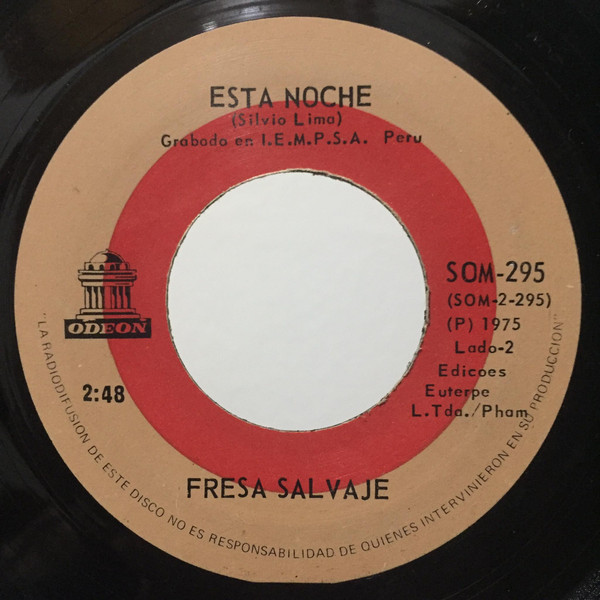 ESTA NOCHE
(Silvio Lima)
Grabado en I.E.M.P.S.A. Peru
ODEON
2:48
SOM-295
(SOM-2-295)
(P) 1975
Lado-2
Edicoes
Euterpe
L.Tda./Pham
FRESA SALVAJE
"LA RADIODIFUSION DE ESTE DISCO NO ES RESPONSABILIDAD DE QUIENES INTERVINIERON EN SU PRODUCCION"